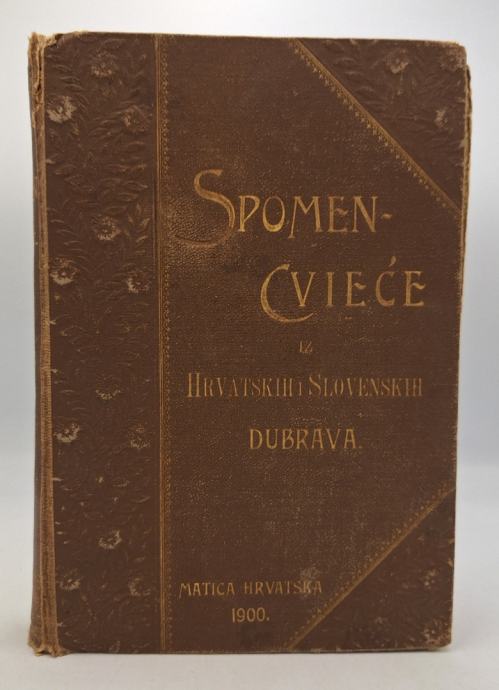 SPOMEN-
CVIEĆE
IZ
HRVATSKIH I SLOVENSKIH
DUBRAVA.
MATICA HRVATSKA
1900.